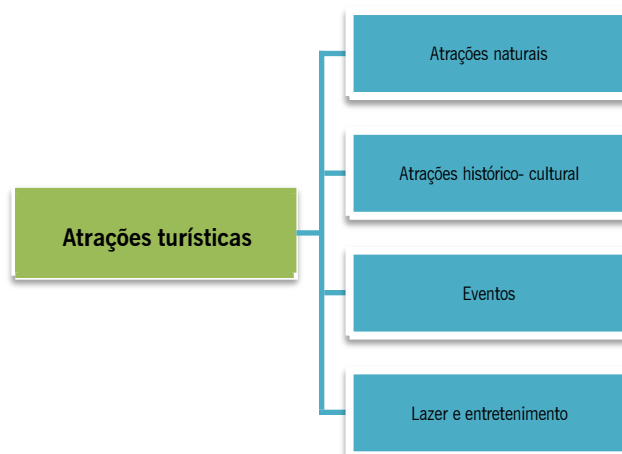 Atrações naturais
Atrações histórico- cultural
Atrações turísticas
Eventos
Lazer e entretenimento